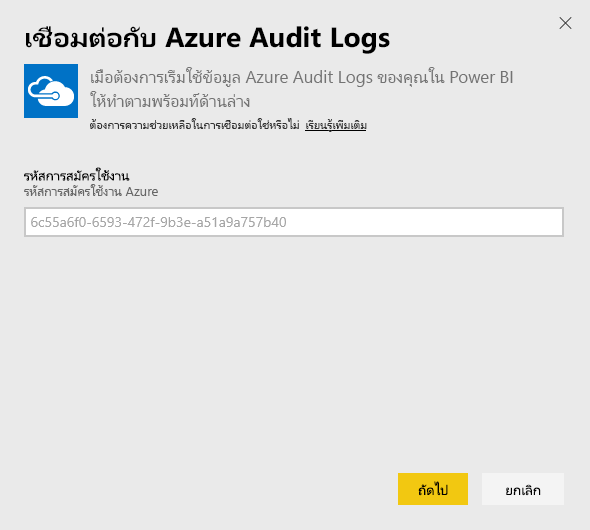 เชื่อมต่อกับ Azure Audit Logs
เมื่อต้องการเริ่มใช้ข้อมูล Azure Audit Logs ของคุณใน Power BI
ให้ทำตามพร้อมท์ด้านล่าง
ต้องการความช่วยเหลือในการเชื่อมต่อใช่หรือไม่ เรียนรู้เพิ่มเติม
รหัสการสมัครใช้งาน
รหัสการสมัครใช้งาน Azure
6c55a6f0-6593-472f-9b3e-a51a9a757b40
ถัดไป
ยกเลิก